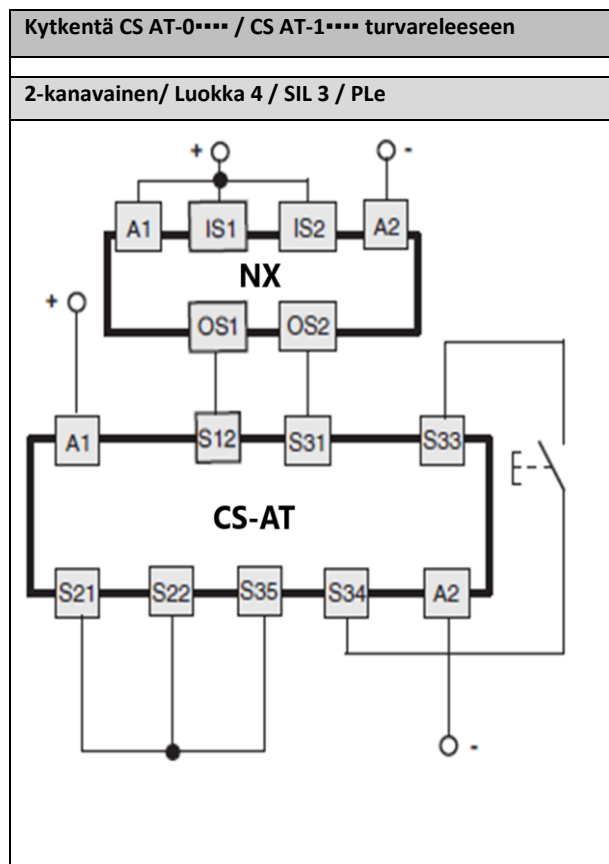 Kytkentä CS AT-0▪▪▪▪ / CS AT-1▪▪▪▪ turvareleeseen
2-kanavainen/ Luokka 4 / SIL 3 / PLe
+ -
A1 IS1 IS2 A2
NX
+
OS1 OS2
A1 S12 S31 S33
CS-AT
S21 S22 S35 S34 A2
-